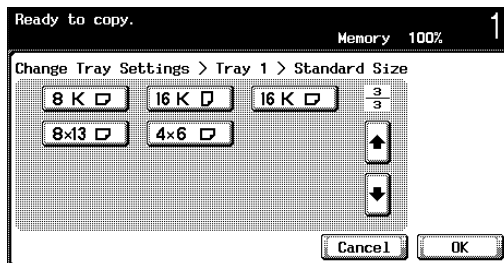 Ready to copy.
Memory 100% 1
Change Tray Settings > Tray 1 > Standard Size
8 K 16 K 16 K 3/3
8×13 4×6
Cancel OK